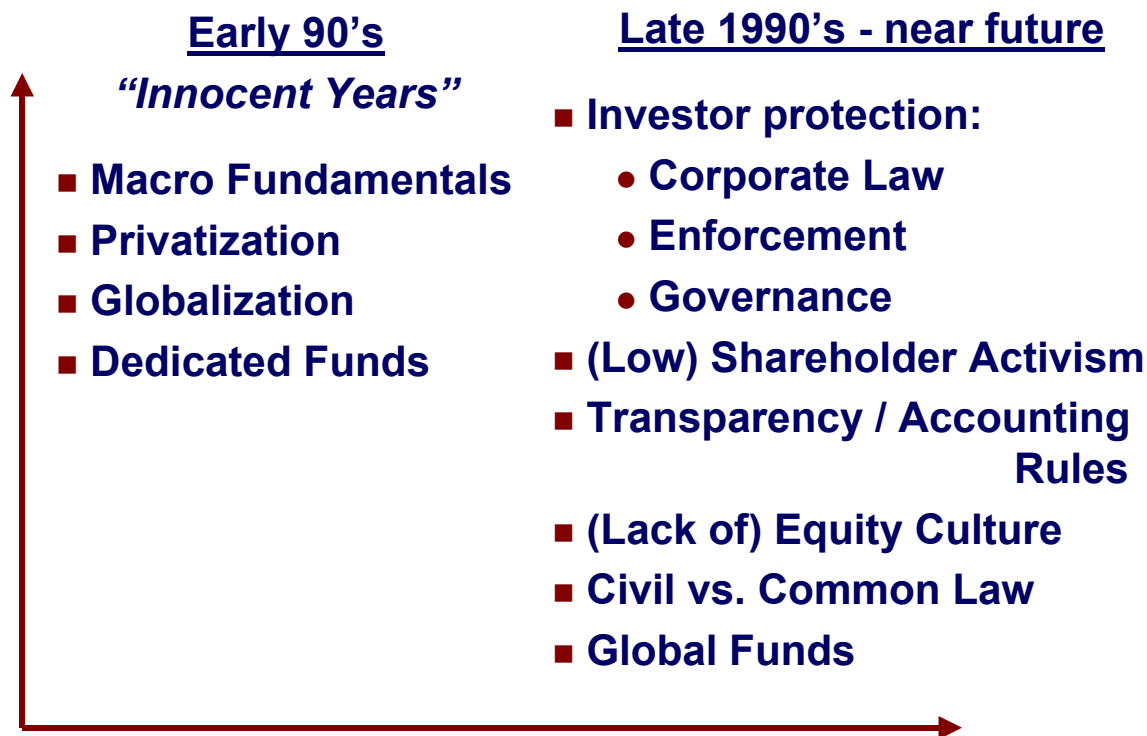 Early 90’s
“Innocent Years”
■ Macro Fundamentals
■ Privatization
■ Globalization
■ Dedicated Funds
Late 1990’s - near future
■ Investor protection:
● Corporate Law
● Enforcement
● Governance
■ (Low) Shareholder Activism
■ Transparency / Accounting
Rules
■ (Lack of) Equity Culture
■ Civil vs. Common Law
■ Global Funds